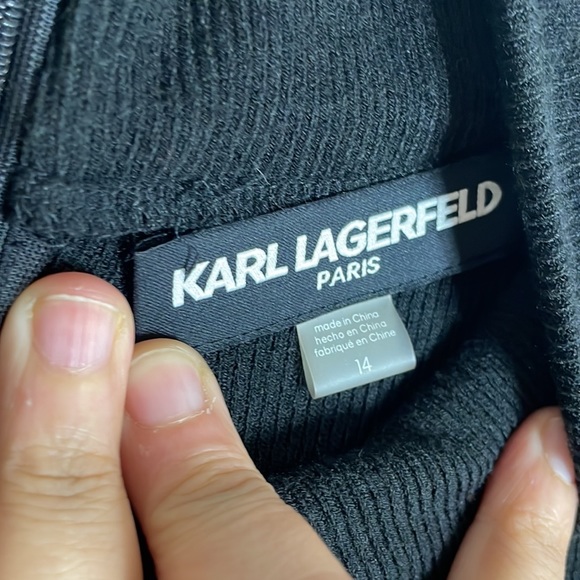 KARL LAGERFELD
PARIS
made in China
hecho en China
fabriqué en Chine
14